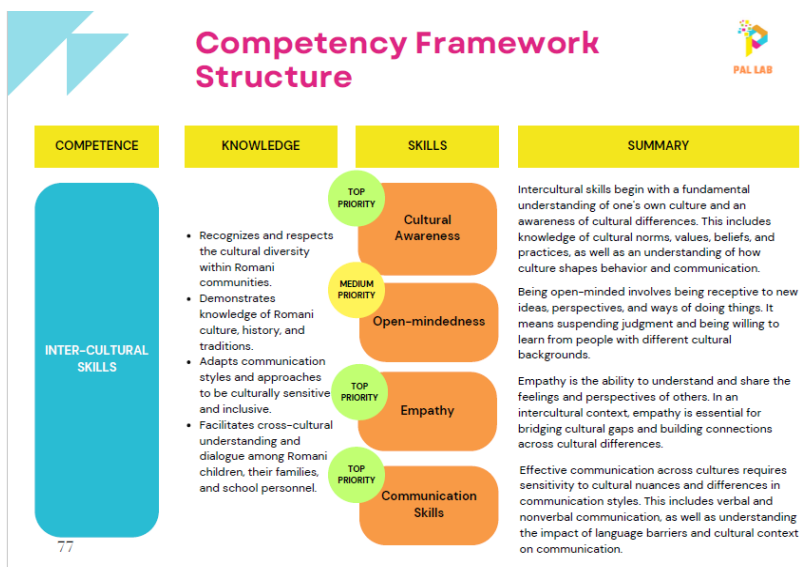 Competency Framework
Structure
PAL LAB
COMPETENCE
KNOWLEDGE
SKILLS
SUMMARY
INTER-CULTURAL
SKILLS
• Recognizes and respects
the cultural diversity
within Romani
communities.
• Demonstrates
knowledge of Romani
culture, history, and
traditions.
• Adapts communication
styles and approaches
to be culturally sensitive
and inclusive.
• Facilitates cross-cultural
understanding and
dialogue among Romani
children, their families,
and school personnel.
TOP
PRIORITY
Cultural
Awareness
Intercultural skills begin with a fundamental
understanding of one's own culture and an
awareness of cultural differences. This includes
knowledge of cultural norms, values, beliefs, and
practices, as well as an understanding of how
culture shapes behavior and communication.
MEDIUM
PRIORITY
Open-mindedness
Being open-minded involves being receptive to new
ideas, perspectives, and ways of doing things. It
means suspending judgment and being willing to
learn from people with different cultural
backgrounds.
TOP
PRIORITY
Empathy
Empathy is the ability to understand and share the
feelings and perspectives of others. In an
intercultural context, empathy is essential for
bridging cultural gaps and building connections
across cultural differences.
TOP
PRIORITY
Communication
Skills
Effective communication across cultures requires
sensitivity to cultural nuances and differences in
communication styles. This includes verbal and
nonverbal communication, as well as understanding
the impact of language barriers and cultural context
on communication.
77